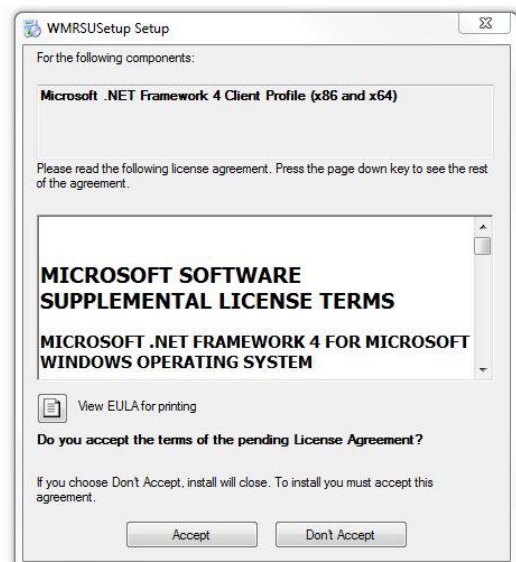 WMRSUSetup Setup
For the following components:
Microsoft .NET Framework 4 Client Profile (x86 and x64)
Please read the following license agreement. Press the page down key to see the rest
of the agreement.
MICROSOFT SOFTWARE
SUPPLEMENTAL LICENSE TERMS
MICROSOFT .NET FRAMEWORK 4 FOR MICROSOFT
WINDOWS OPERATING SYSTEM
View EULA for printing
Do you accept the terms of the pending License Agreement?
If you choose Don't Accept, install will close. To install you must accept this
agreement.
Accept
Don't Accept